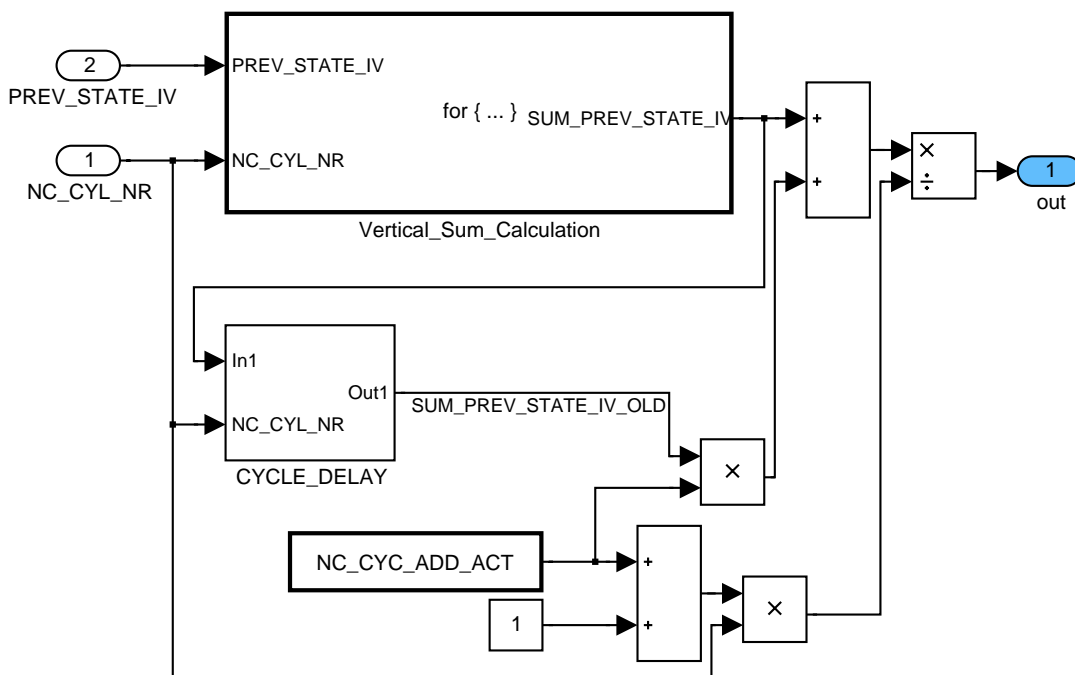 2
PREV_STATE_IV
1
NC_CYL_NR
PREV_STATE_IV
for { ... }
SUM_PREV_STATE_IV
NC_CYL_NR
Vertical_Sum_Calculation
+
+
×
÷
1
out
In1
Out1
NC_CYL_NR
CYCLE_DELAY
SUM_PREV_STATE_IV_OLD
×
NC_CYC_ADD_ACT
1
+
+
×